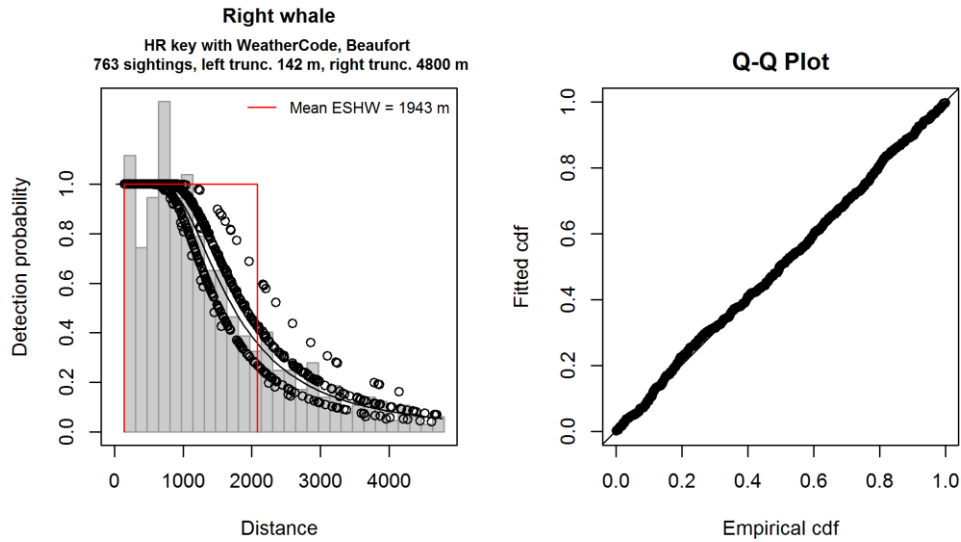 Right whale
HR key with WeatherCode, Beaufort
763 sightings, left trunc. 142 m, right trunc. 4800 m
Mean ESHW = 1943 m
Detection probability
0.0 0.2 0.4 0.6 0.8 1.0
0 1000 2000 3000 4000
Distance
Q-Q Plot
Fitted cdf
0.0 0.2 0.4 0.6 0.8 1.0
0.0 0.2 0.4 0.6 0.8 1.0
Empirical cdf